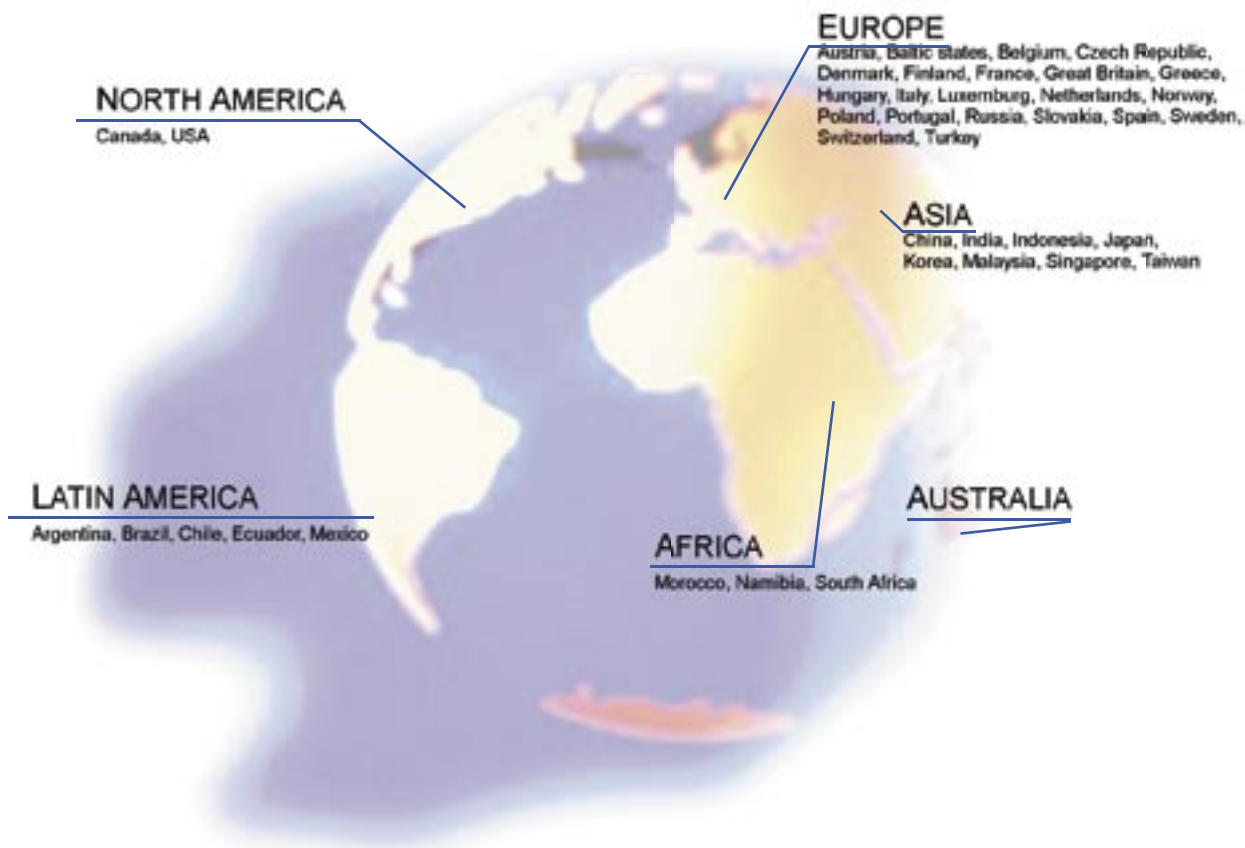 EUROPE
Austria, Baltic states, Belgium, Czech Republic,
Denmark, Finland, France, Great Britain, Greece,
Hungary, Italy, Luxemburg, Netherlands, Norway,
Poland, Portugal, Russia, Slovakia, Spain, Sweden,
Switzerland, Turkey
NORTH AMERICA
Canada, USA
ASIA
China, India, Indonesia, Japan,
Korea, Malaysia, Singapore, Taiwan
LATIN AMERICA
Argentina, Brazil, Chile, Ecuador, Mexico
AUSTRALIA
AFRICA
Morocco, Namibia, South Africa